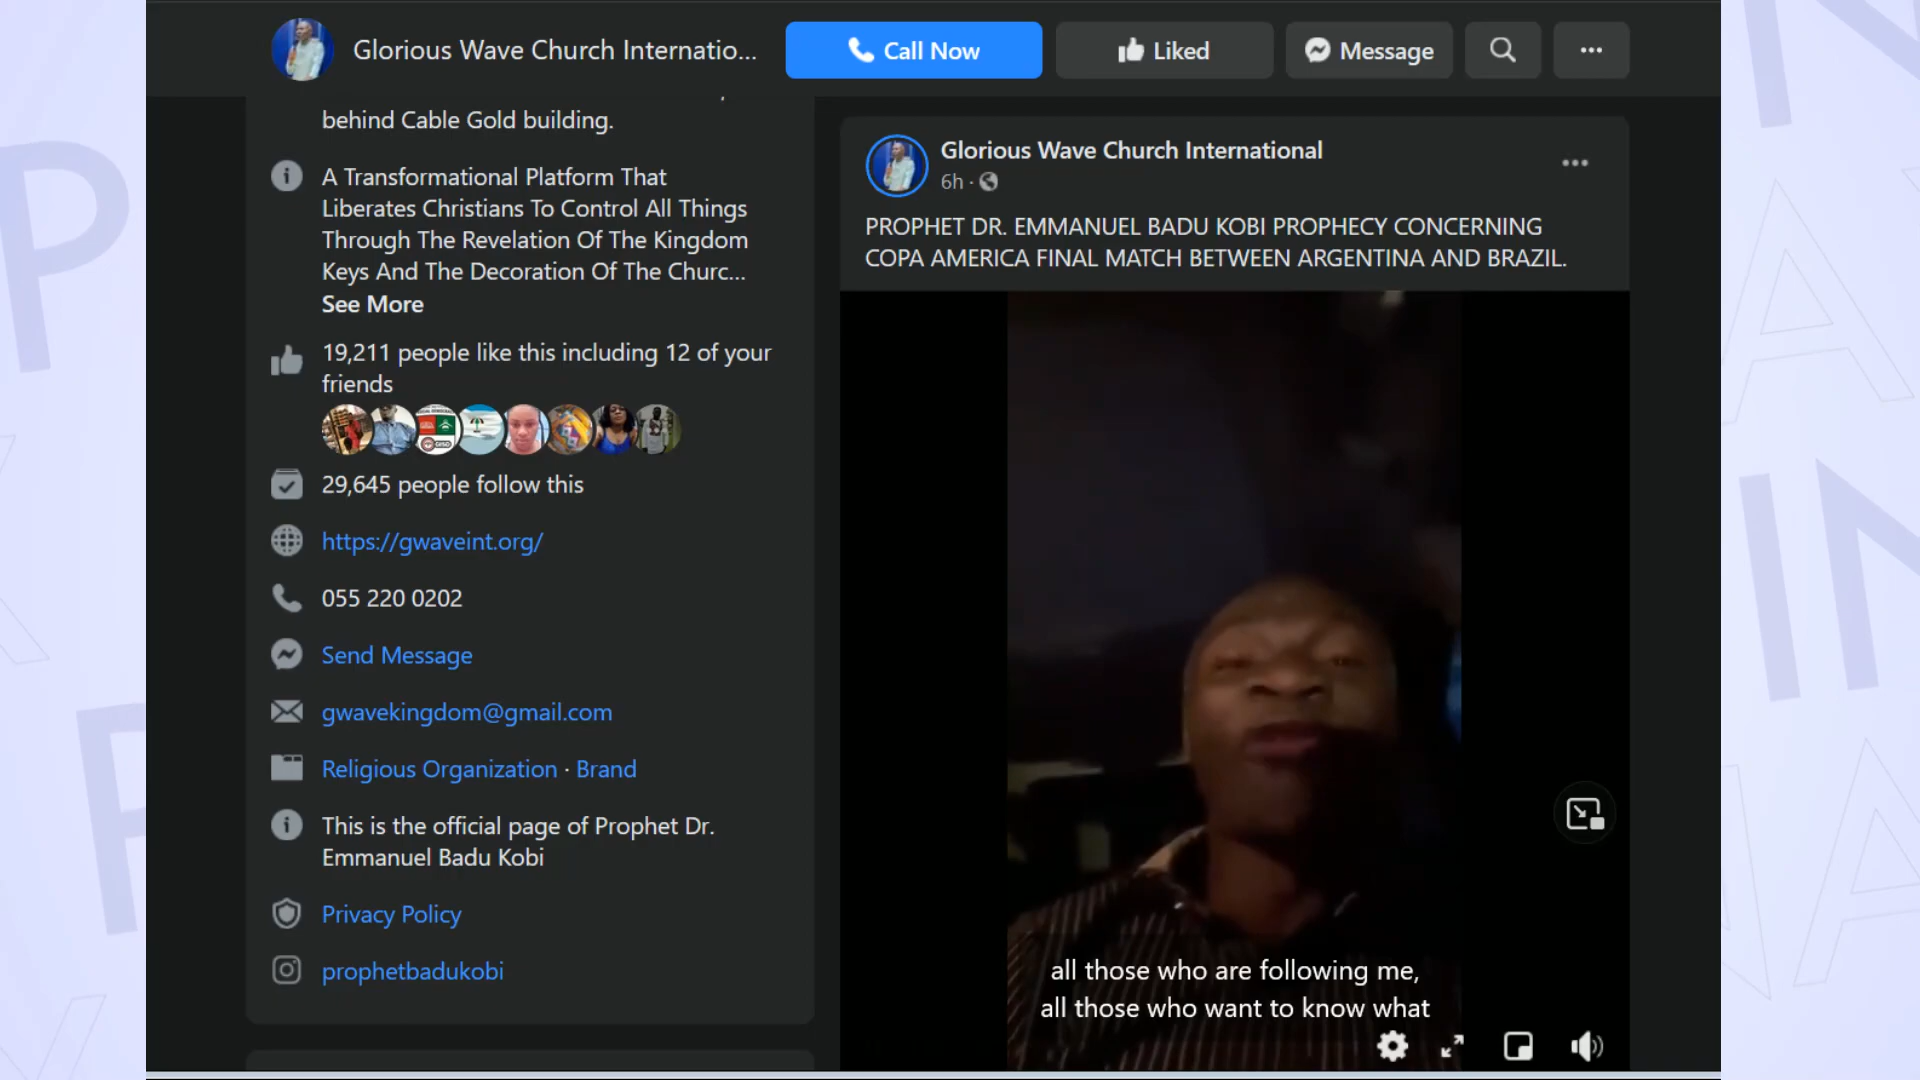 Glorious Wave Church Internatio...
Call Now
Liked
Message
behind Cable Gold building.
A Transformational Platform That
Liberates Christians To Control All Things
Through The Revelation Of The Kingdom
Keys And The Decoration Of The Churc...
See More
19,211 people like this including 12 of your
friends
29,645 people follow this
https://gwaveint.org/
055 220 0202
Send Message
gwavekingdom@gmail.com
Religious Organization · Brand
This is the official page of Prophet Dr.
Emmanuel Badu Kobi
Privacy Policy
prophetbadukobi
Glorious Wave Church International
6h ·
PROPHET DR. EMMANUEL BADU KOBI PROPHECY CONCERNING
COPA AMERICA FINAL MATCH BETWEEN ARGENTINA AND BRAZIL.
all those who are following me,
all those who want to know what